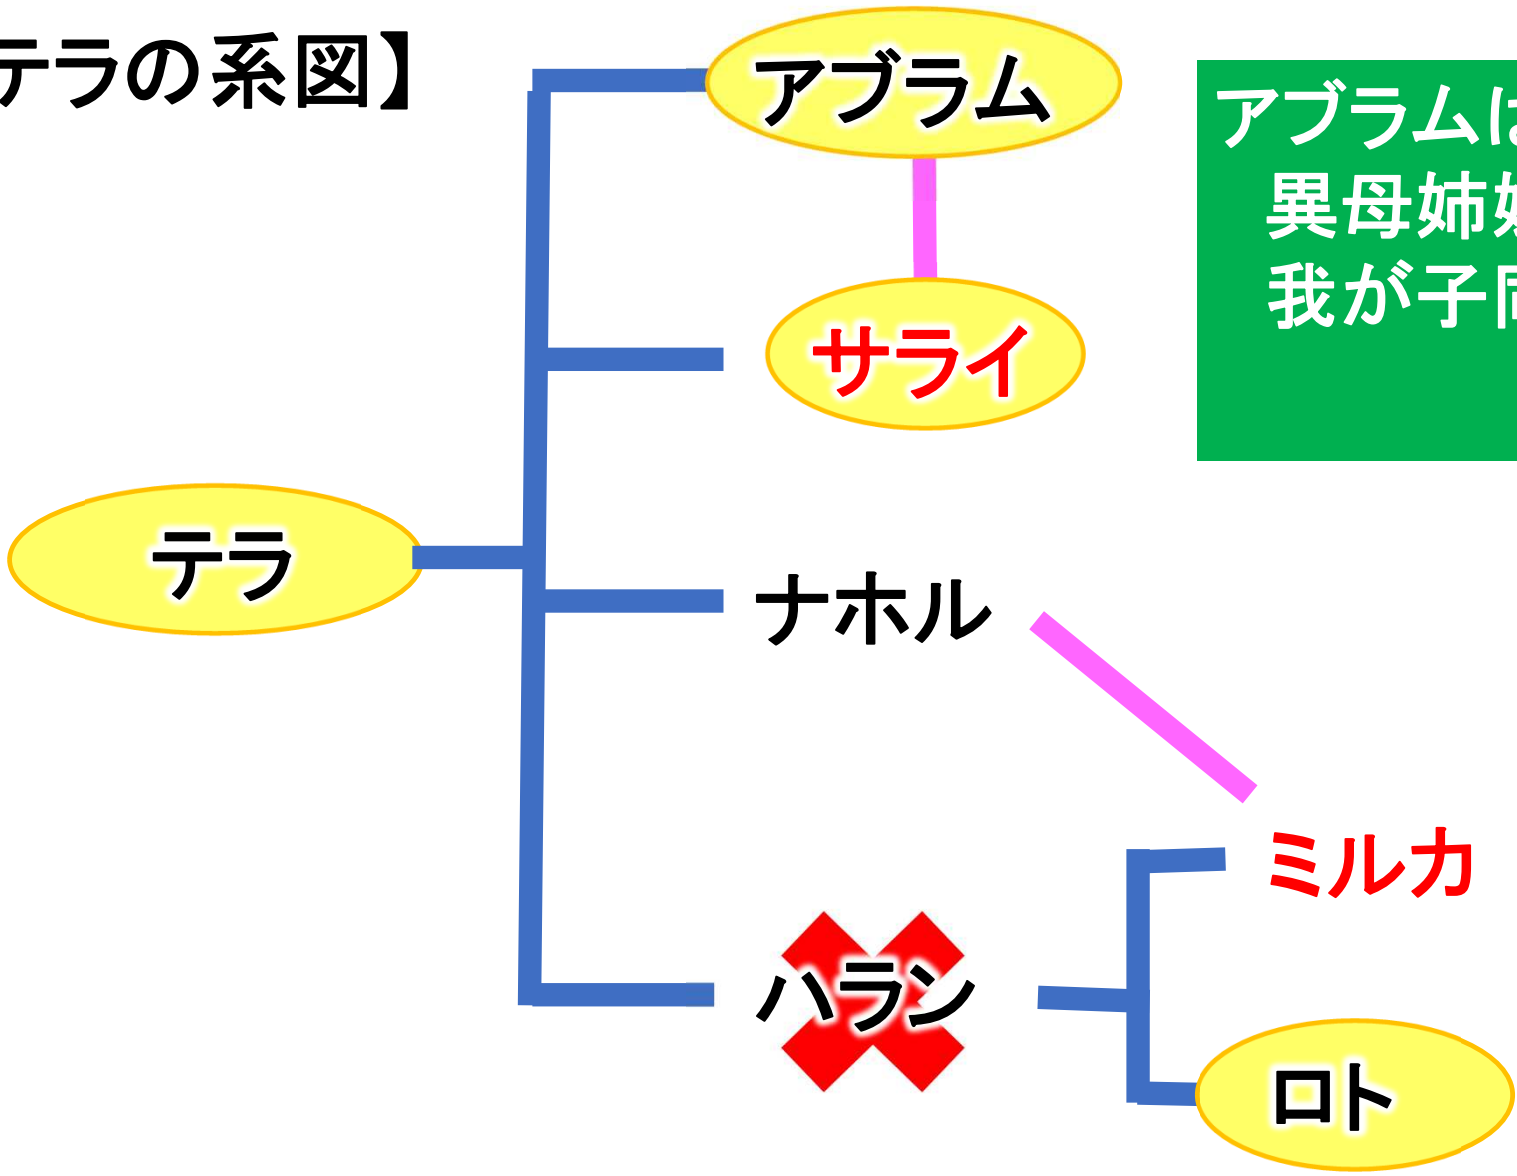 テラの系図】
アブラム
アブラムは
異母姉妹
我が子同
サライ
テラ
ナホル
ミルカ
ハラン
ロト